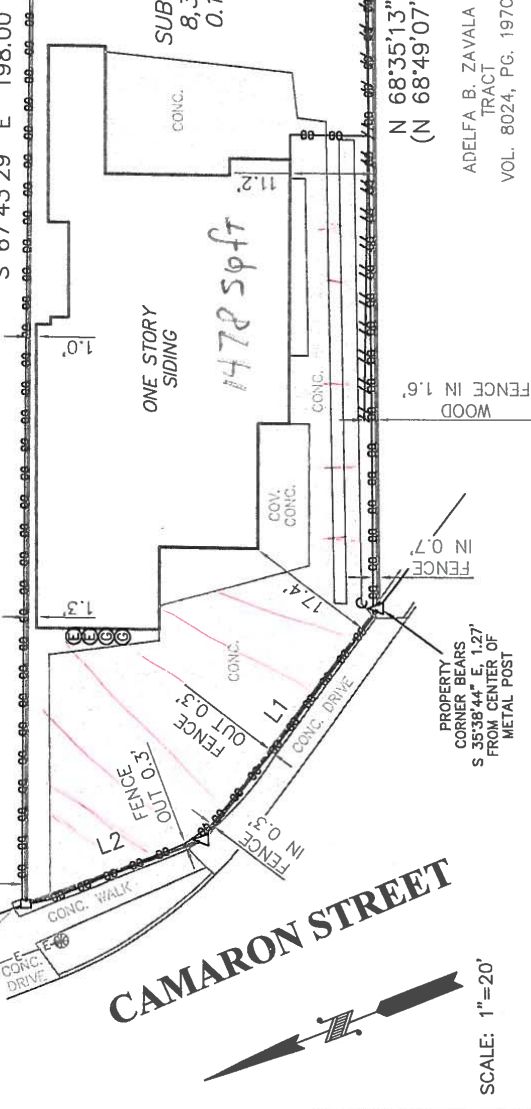 S 67°43'29" E 198.00'
SUB
8,3
0.1
N 68°35'13"
(N 68°49'07"
ADELFA B. ZAVALA
TRACT
VOL. 8024, PG. 1970
CONC.
11.2'
1.0'
ONE STORY
SIDING
1478 sqft
CONC.
WOOD
FENCE IN 1.6'
COV.
CONC.
FENCE
IN 0.7'
1.3'
E E G G
17.4'
CONC.
FENCE
OUT 0.3'
L1
CONC. DRIVE
PROPERTY
CORNER BEARS
S 35°38'44" E, 1.27'
FROM CENTER OF
METAL POST
FENCE
OUT 0.3'
L2
FENCE
IN 0.3'
CONC. WALK
E
E
CONC.
DRIVE
CAMARON STREET
N
SCALE: 1"=20'